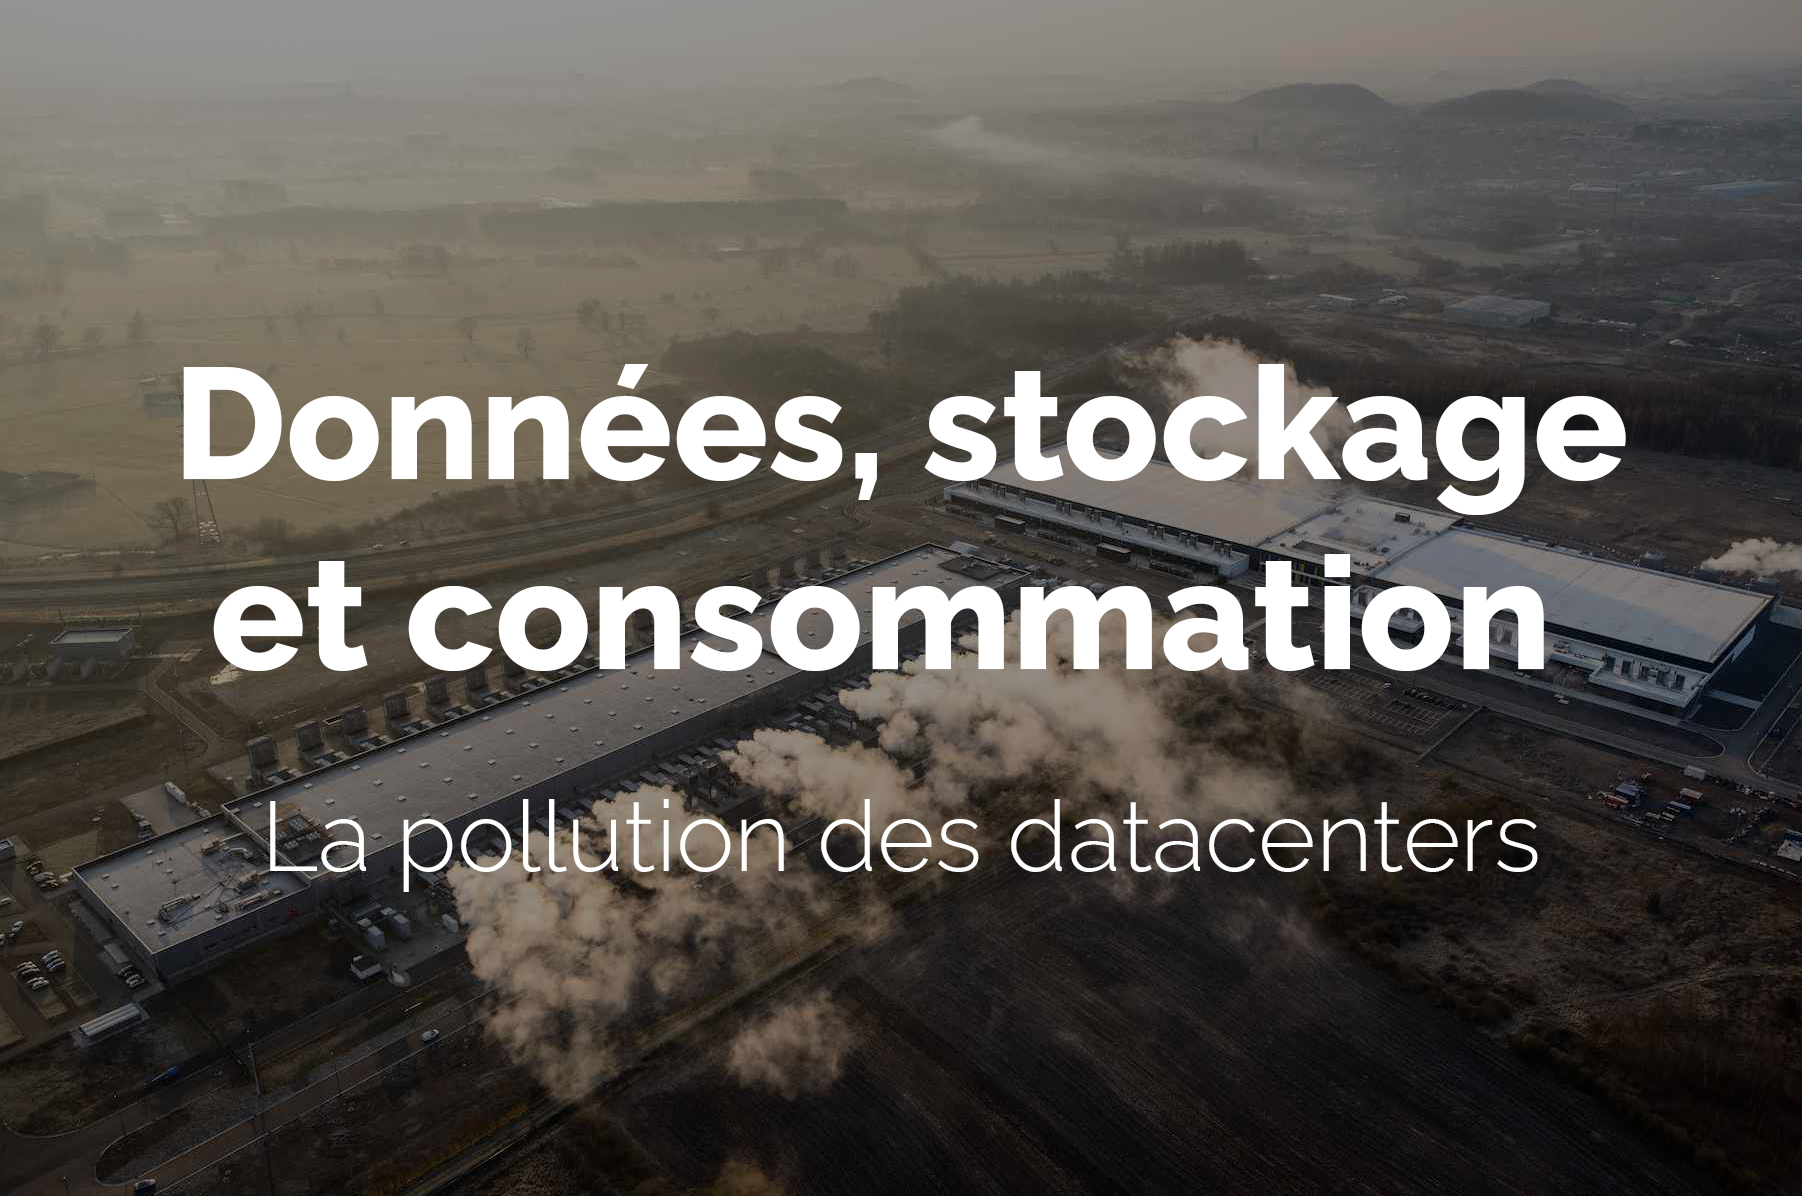 Données, stockage
et consommation
La pollution des datacenters